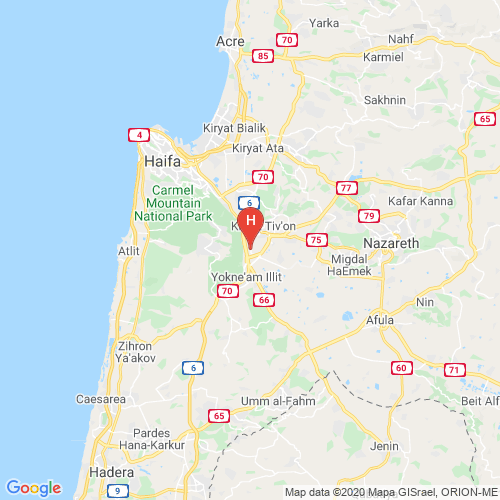 Yarka
Nahf
Karmiel
Acre
70
85
Sakhnin
65
Kiryat Bialik
4
Kiryat Ata
Haifa
70
77
Carmel
Mountain
National Park
6
Kafar Kanna
79
H
Tiv'on
75
Nazareth
Atlit
Migdal
HaEmek
Yokne'am Illit
70
66
Nin
Afula
Zihron
Ya'akov
6
60
71
Caesarea
Umm al-Fahm
Beit Alf
65
Pardes
Hana-Karkur
Jenin
Hadera
9
Google
Map data ©2020 Mapa GISrael, ORION-ME